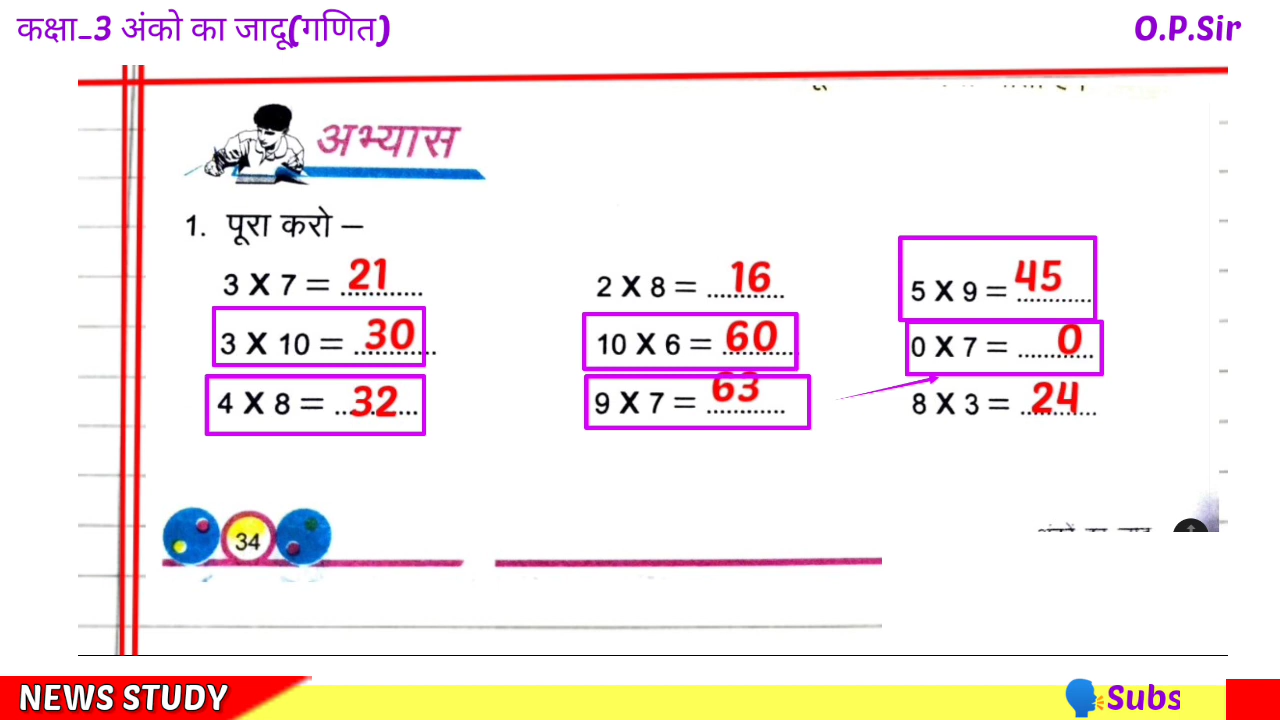 कक्षा-3 अंको का जादू(गणित)
O.P.Sir
अभ्यास
1. पूरा करो –
3 X 7 = 21 2 X 8 = 16 5 X 9 = 45
3 X 10 = 30 10 X 6 = 60 0 X 7 = 0
4 X 8 = 32 9 X 7 = 63 8 X 3 = 24
34
NEWS STUDY
Subs